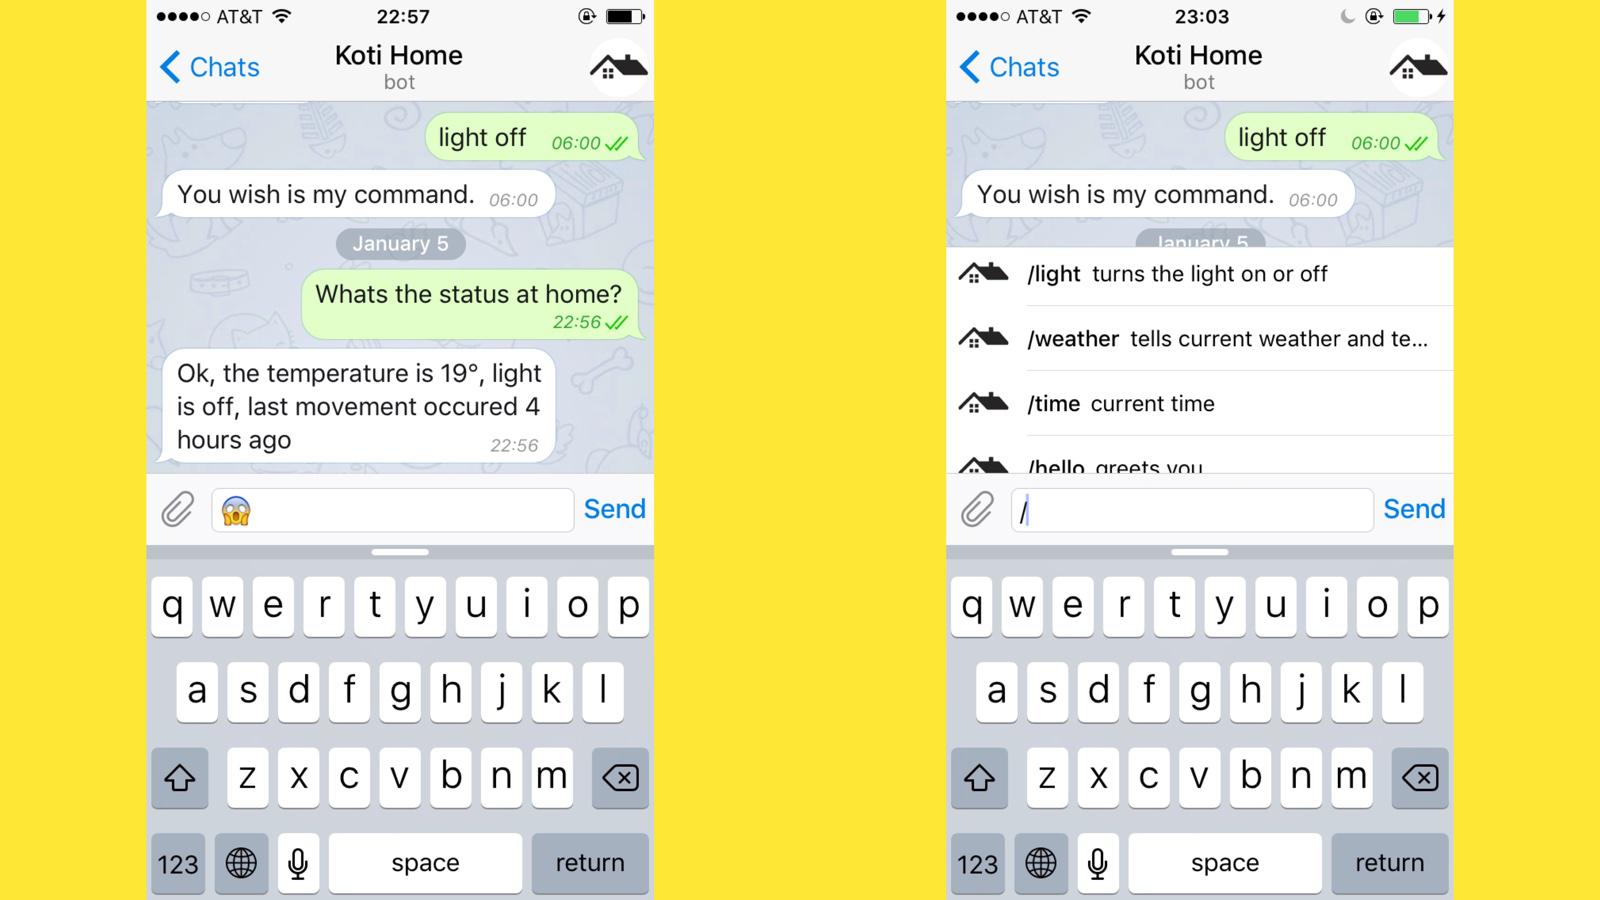 AT&T
22:57
Chats
Koti Home
bot
light off 06:00
You wish is my command. 06:00
January 5
Whats the status at home?
22:56
Ok, the temperature is 19°, light
is off, last movement occured 4
hours ago 22:56
Send
q w e r t y u i o p
a s d f g h j k l
z x c v b n m
123 space return
AT&T
23:03
Chats
Koti Home
bot
light off 06:00
You wish is my command. 06:00
January 5
/light turns the light on or off
/weather tells current weather and te...
/time current time
/hello greets you
/
Send
q w e r t y u i o p
a s d f g h j k l
z x c v b n m
123 space return